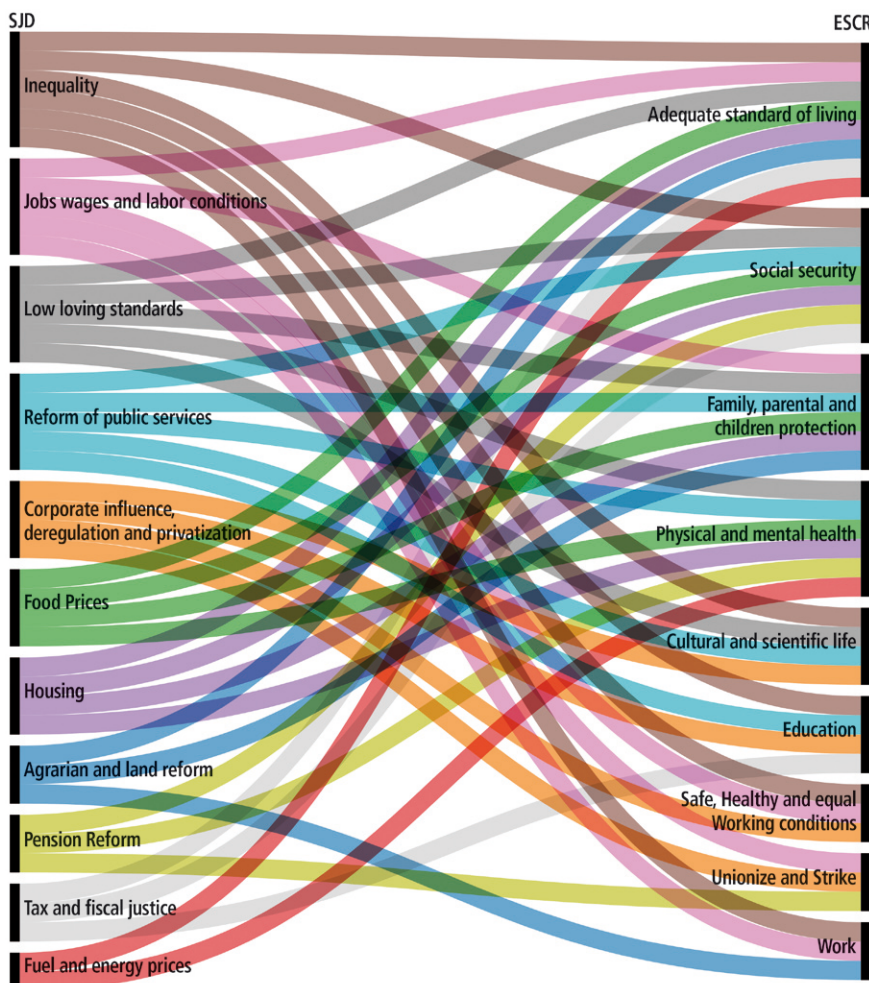 SJD
ESCR
Inequality
Jobs wages and labor conditions
Low loving standards
Reform of public services
Corporate influence,
deregulation and privatization
Food Prices
Housing
Agrarian and land reform
Pension Reform
Tax and fiscal justice
Fuel and energy prices
Adequate standard of living
Social security
Family, parental and
children protection
Physical and mental health
Cultural and scientific life
Education
Safe, Healthy and equal
Working conditions
Unionize and Strike
Work